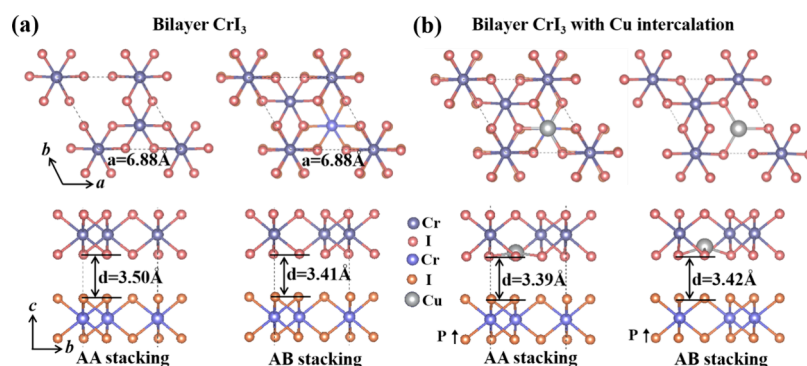 (a) Bilayer CrI3
(b) Bilayer CrI3 with Cu intercalation
b
a
a=6.88Å
a=6.88Å
Cr
I
Cr
I
Cu
d=3.50Å
d=3.41Å
d=3.39Å
d=3.42Å
c
b
P
P
AA stacking
AB stacking
AA stacking
AB stacking